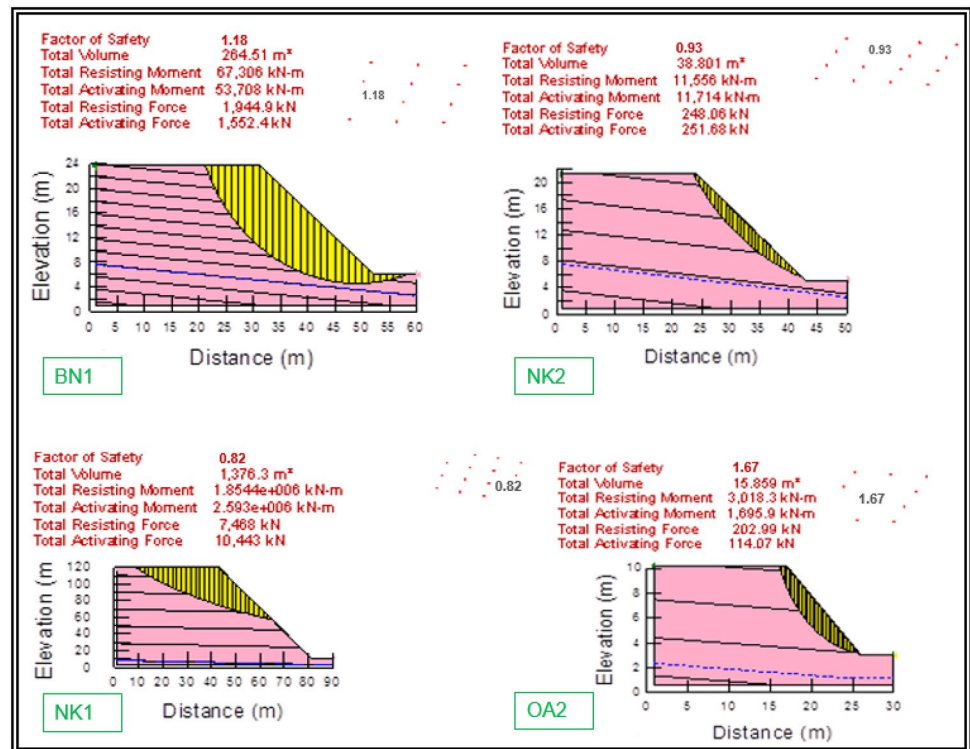 Factor of Safety 1.18
Total Volume 264.51 m³
Total Resisting Moment 67,306 kN-m
Total Activating Moment 53,708 kN-m
Total Resisting Force 1,944.9 kN
Total Activating Force 1,552.4 kN
1.18
24
20
16
12
8
4
0
Elevation (m)
0 5 10 15 20 25 30 35 40 45 50 55 60
Distance (m)
BN1
Factor of Safety 0.93
Total Volume 38.801 m³
Total Resisting Moment 11,556 kN-m
Total Activating Moment 11,714 kN-m
Total Resisting Force 248.06 kN
Total Activating Force 251.68 kN
0.93
20
16
12
8
4
0
Elevation (m)
0 5 10 15 20 25 30 35 40 45 50
Distance (m)
NK2
Factor of Safety 0.82
Total Volume 1,376.3 m³
Total Resisting Moment 1.8544e+006 kN-m
Total Activating Moment 2.593e+006 kN-m
Total Resisting Force 7,468 kN
Total Activating Force 10,443 kN
0.82
120
100
80
60
40
20
0
Elevation (m
0 10 20 30 40 50 60 70 80 90
Distance (m)
NK1
Factor of Safety 1.67
Total Volume 15.859 m³
Total Resisting Moment 3,018.3 kN-m
Total Activating Moment 1,695.9 kN-m
Total Resisting Force 202.99 kN
Total Activating Force 114.07 kN
1.67
10
8
6
4
2
0
Elevation (m)
0 5 10 15 20 25 30
Distance (m)
OA2